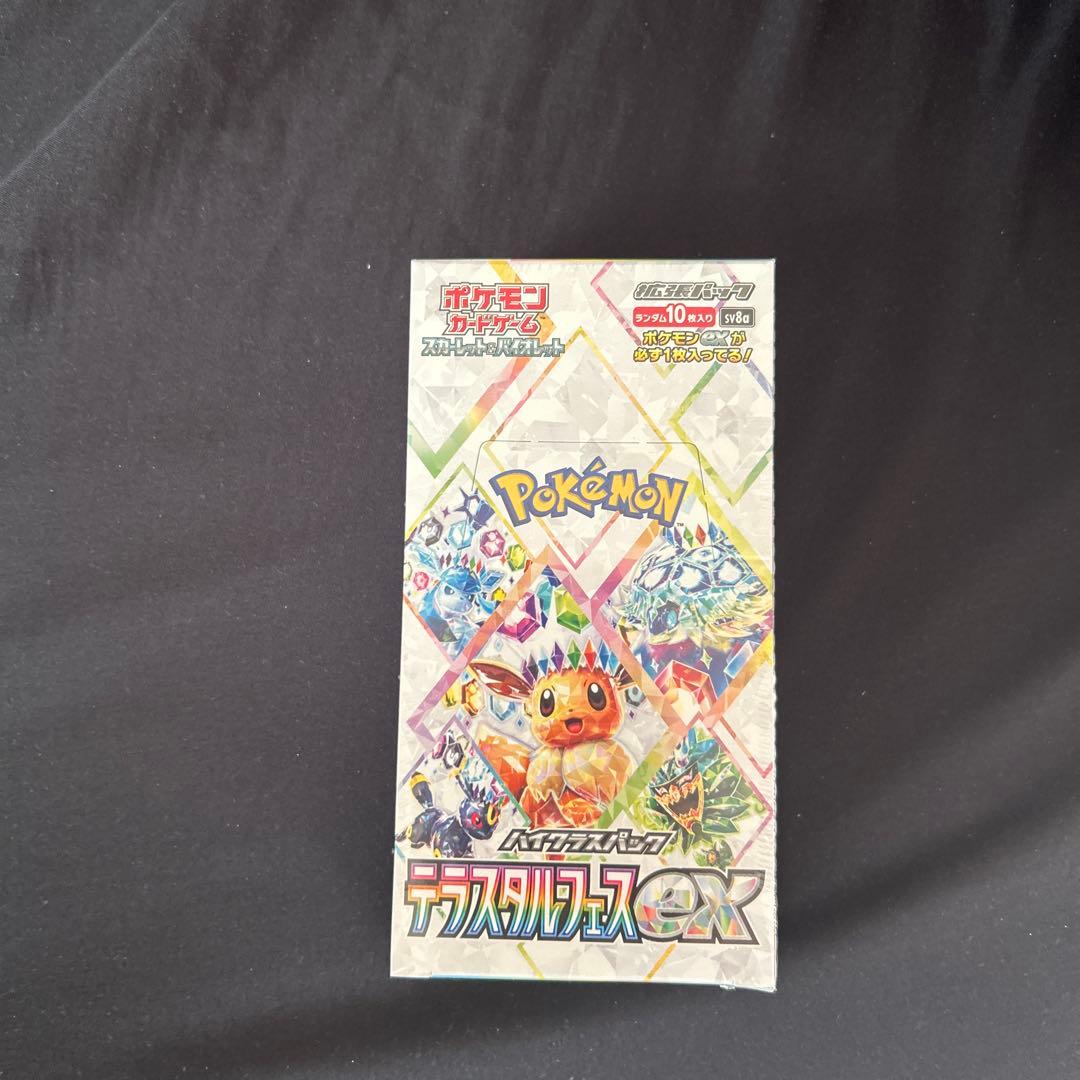 ポケモン
カードゲーム
スカーレット&バイオレット
拡張パック
ランダム10枚入り
sv8a
ポケモンexが
必ず1枚入ってる!
POKéMON
TM
ハイクラスパック
テラスタルフェスex